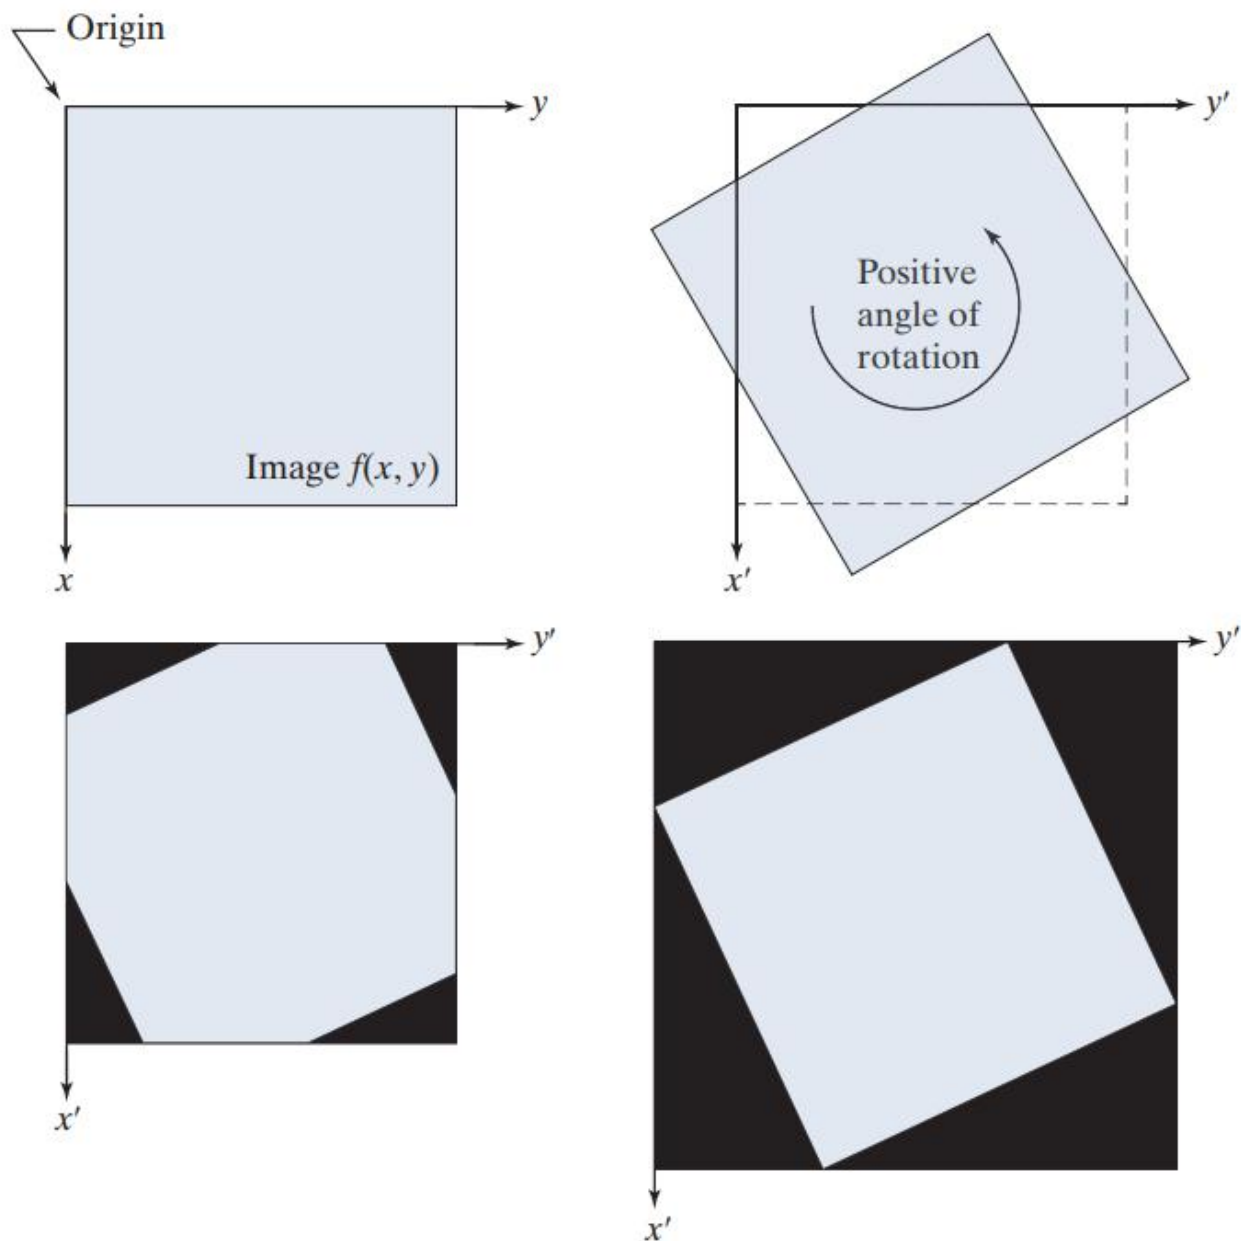 Origin
y
Image f(x, y)
x
y′
Positive
angle of
rotation
x′
y′
x′
y′
x′